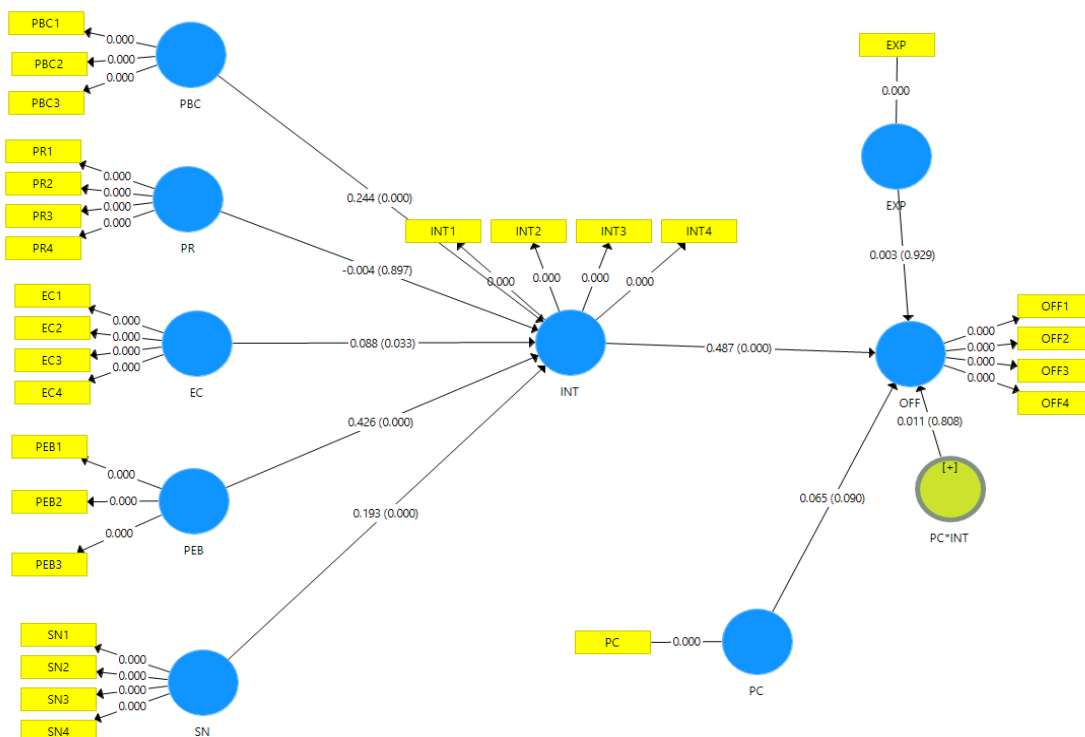 PBC1
PBC2
PBC3
0.000
0.000
0.000
PBC
PR1
PR2
PR3
PR4
0.000
0.000
0.000
0.000
PR
EC1
EC2
EC3
EC4
0.000
0.000
0.000
0.000
EC
PEB1
PEB2
PEB3
0.000
0.000
0.000
PEB
SN1
SN2
SN3
SN4
0.000
0.000
0.000
0.000
SN
0.244 (0.000)
-0.004 (0.897)
0.088 (0.033)
0.426 (0.000)
0.193 (0.000)
INT1
INT2
INT3
INT4
0.000
0.000
0.000
0.000
INT
0.487 (0.000)
EXP
0.000
EXP
0.003 (0.929)
OFF1
OFF2
OFF3
OFF4
0.000
0.000
0.000
0.000
OFF
0.011 (0.808)
[+]
PC*INT
0.065 (0.090)
PC
0.000
PC